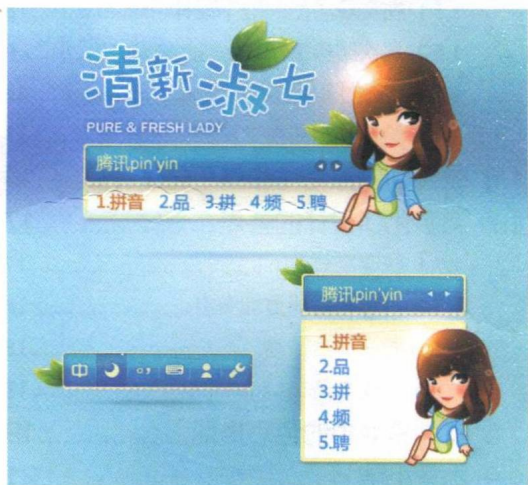 清新淑女
PURE & FRESH LADY
腾讯pin'yin
1.拼音 2.品 3.拼 4.频 5.聘
腾讯pin'yin
1.拼音
2.品
3.拼
4.频
5.聘
中